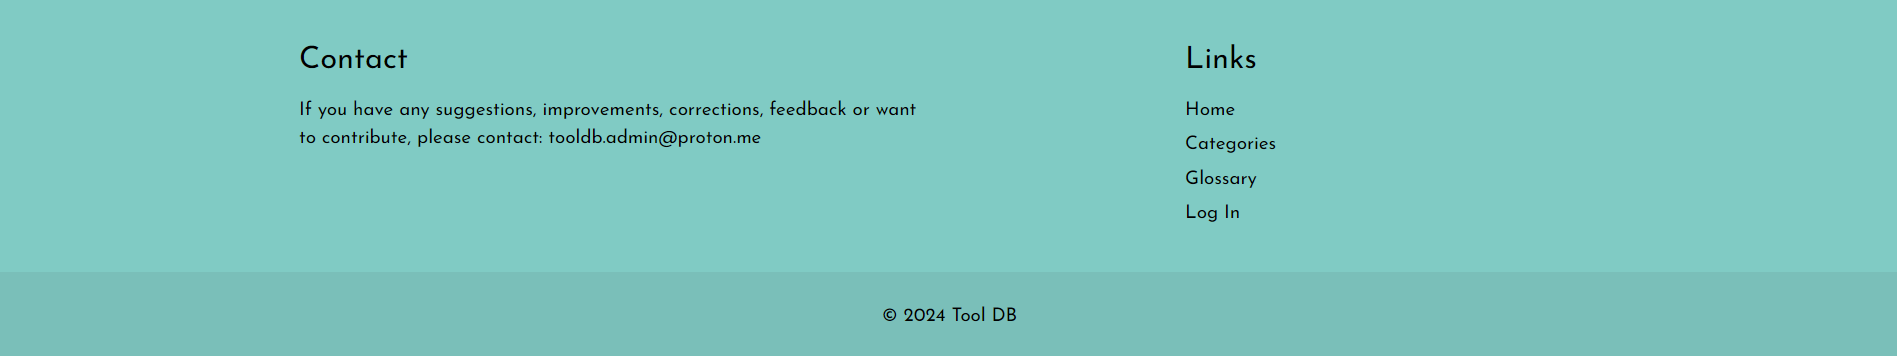 Contact
If you have any suggestions, improvements, corrections, feedback or want
to contribute, please contact: tooldb.admin@proton.me
Links
Home
Categories
Glossary
Log In
© 2024 Tool DB